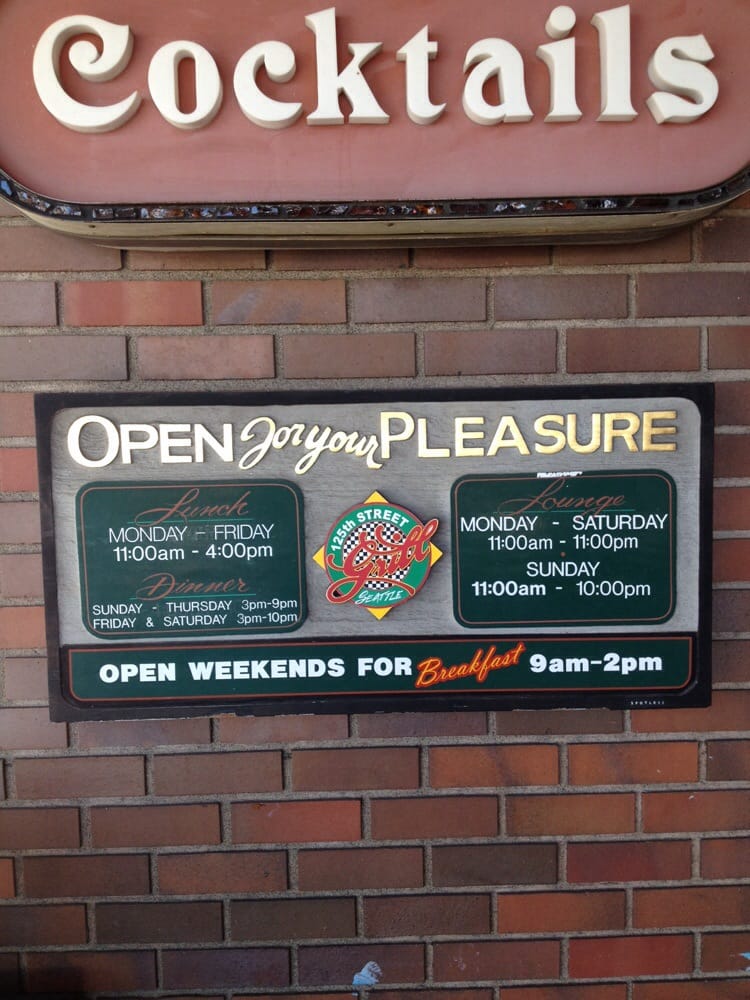 Cocktails
OPEN for your PLEASURE
Lunch
MONDAY - FRIDAY
11:00am - 4:00pm
Dinner
SUNDAY - THURSDAY 3pm-9pm
FRIDAY & SATURDAY 3pm-10pm
125th STREET
Grill
SEATTLE
Lounge
MONDAY - SATURDAY
11:00am - 11:00pm
SUNDAY
11:00am - 10:00pm
OPEN WEEKENDS FOR Breakfast 9am-2pm